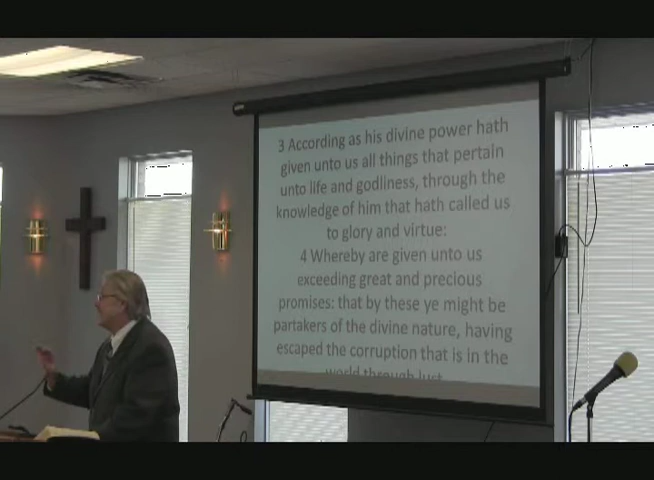 3 According as his divine power hath
given unto us all things that pertain
unto life and godliness, through the
knowledge of him that hath called us
to glory and virtue:
4 Whereby are given unto us
exceeding great and precious
promises: that by these ye might be
partakers of the divine nature, having
escaped the corruption that is in the
world through lust